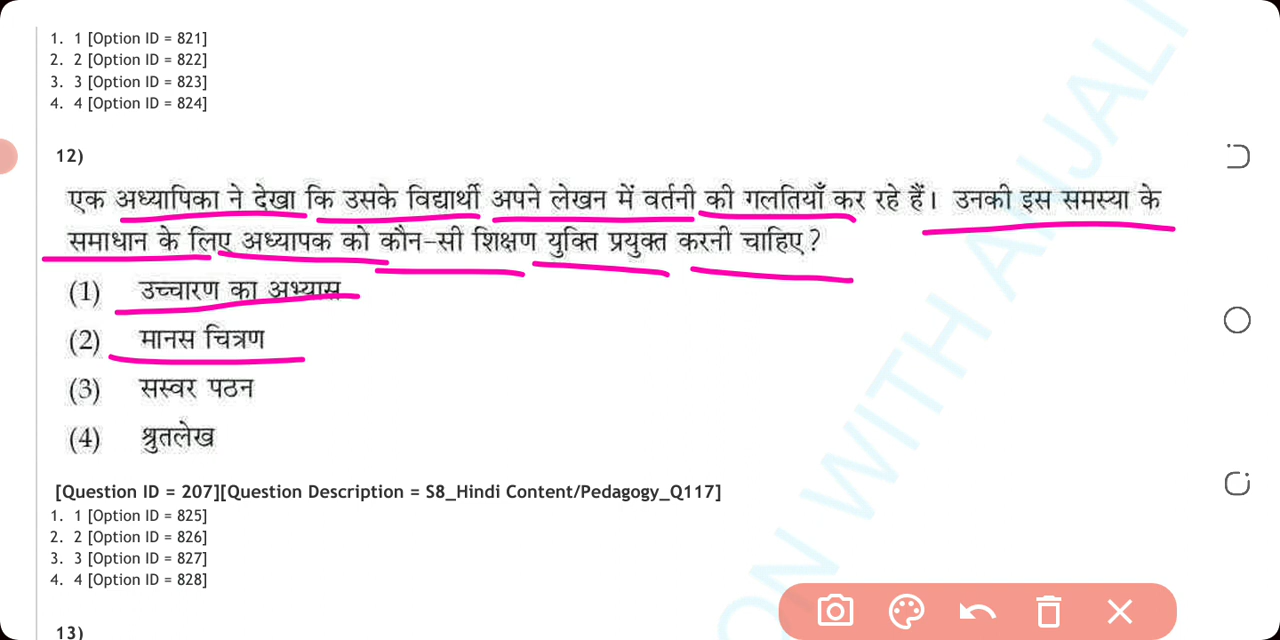 1. 1 [Option ID = 821]
2. 2 [Option ID = 822]
3. 3 [Option ID = 823]
4. 4 [Option ID = 824]
12)
एक अध्यापिका ने देखा कि उसके विद्यार्थी अपने लेखन में वर्तनी की गलतियाँ कर रहे हैं। उनकी इस समस्या के
समाधान के लिए अध्यापक को कौन-सी शिक्षण युक्ति प्रयुक्त करनी चाहिए?
(1) उच्चारण का अभ्यास
(2) मानस चित्रण
(3) सस्वर पठन
(4) श्रुतलेख
[Question ID = 207][Question Description = S8_Hindi Content/Pedagogy_Q117]
1. 1 [Option ID = 825]
2. 2 [Option ID = 826]
3. 3 [Option ID = 827]
4. 4 [Option ID = 828]
13)
ON WITH ANJALI